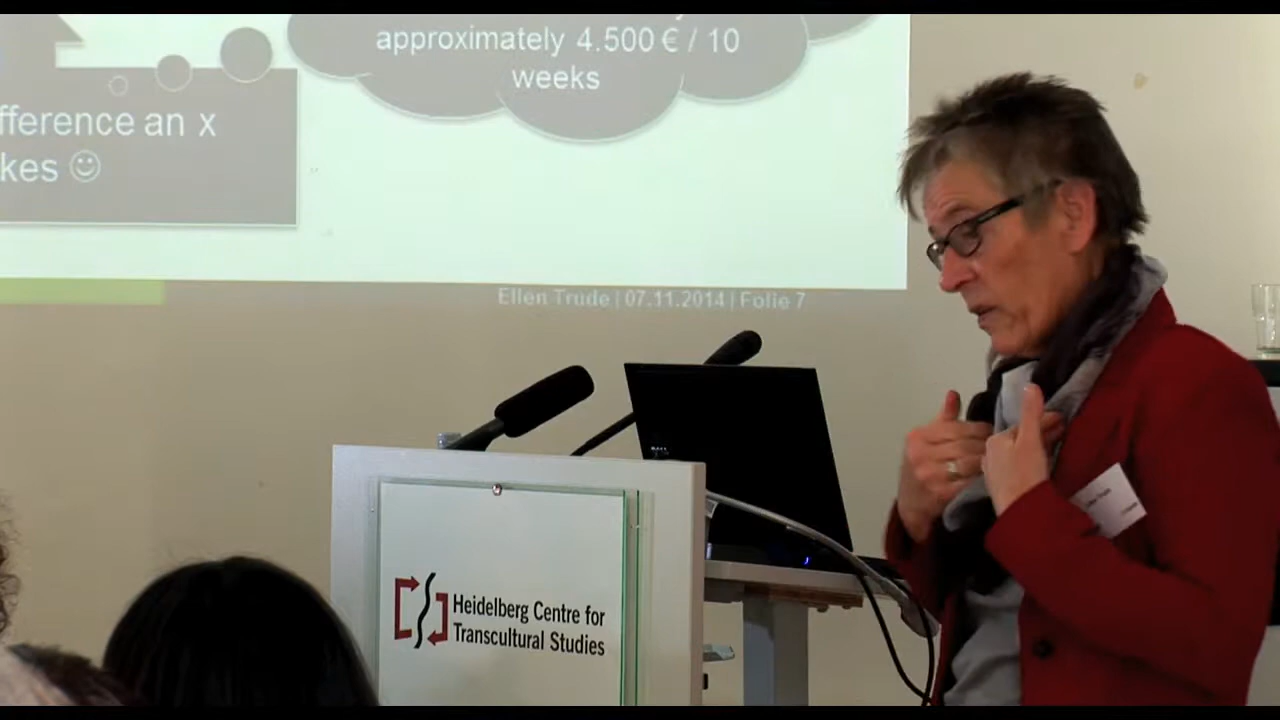 approximately 4.500 € / 10
weeks
fference an x
kes ☺
Ellen Trude | 07.11.2014 | Folie 7
Heidelberg Centre for
Transcultural Studies